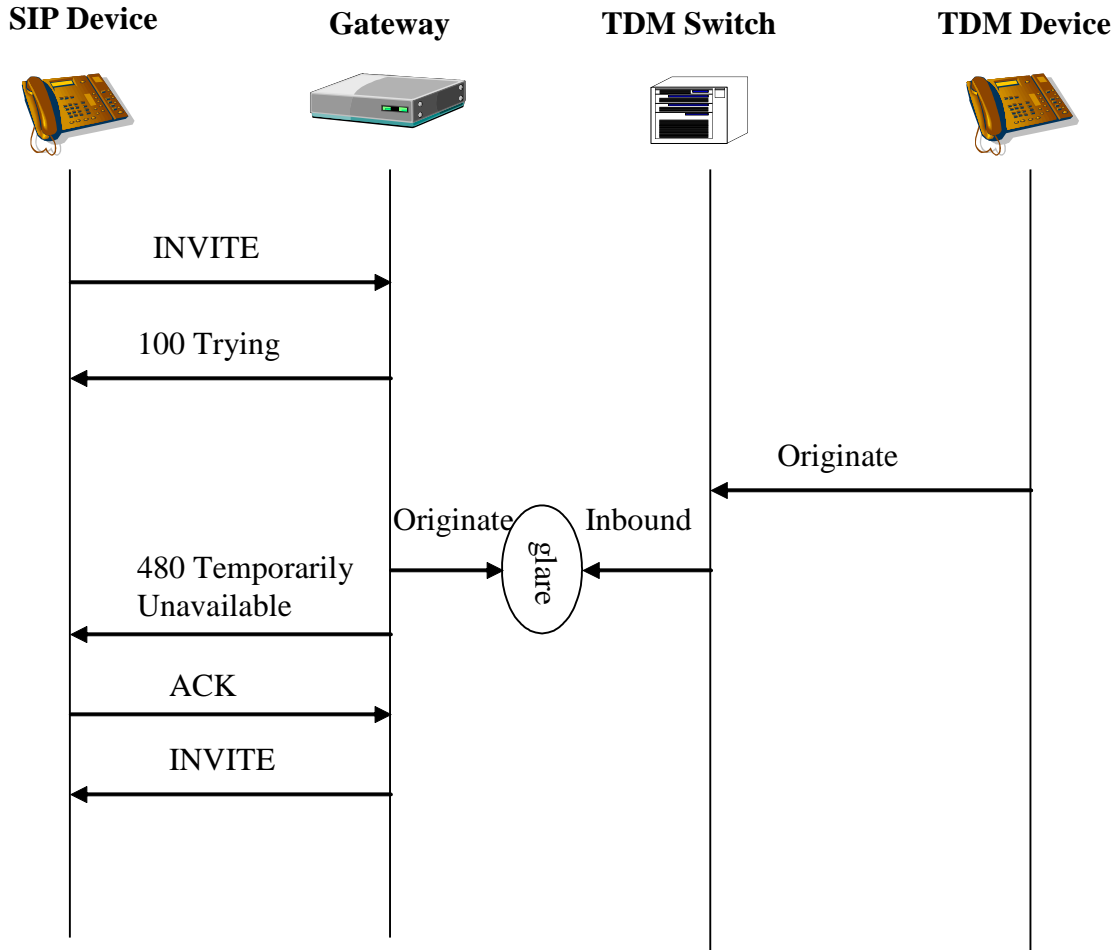 SIP Device
Gateway
TDM Switch
TDM Device
INVITE
100 Trying
Originate
Originate
Inbound
glare
480 Temporarily
Unavailable
ACK
INVITE